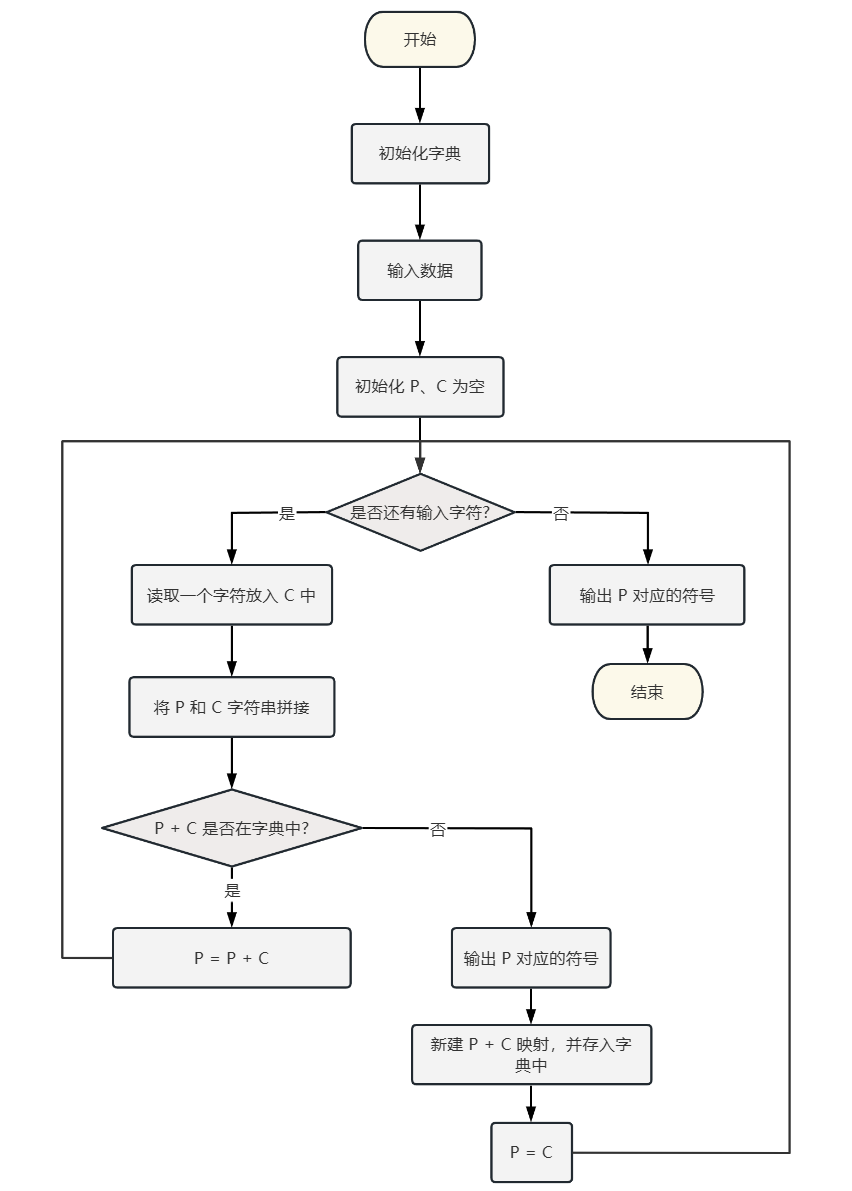 开始
初始化字典
输入数据
初始化 P、C 为空
是否还有输入字符?
是
否
读取一个字符放入 C 中
输出 P 对应的符号
将 P 和 C 字符串拼接
结束
P + C 是否在字典中?
否
是
P = P + C
输出 P 对应的符号
新建 P + C 映射，并存入字
典中
P = C